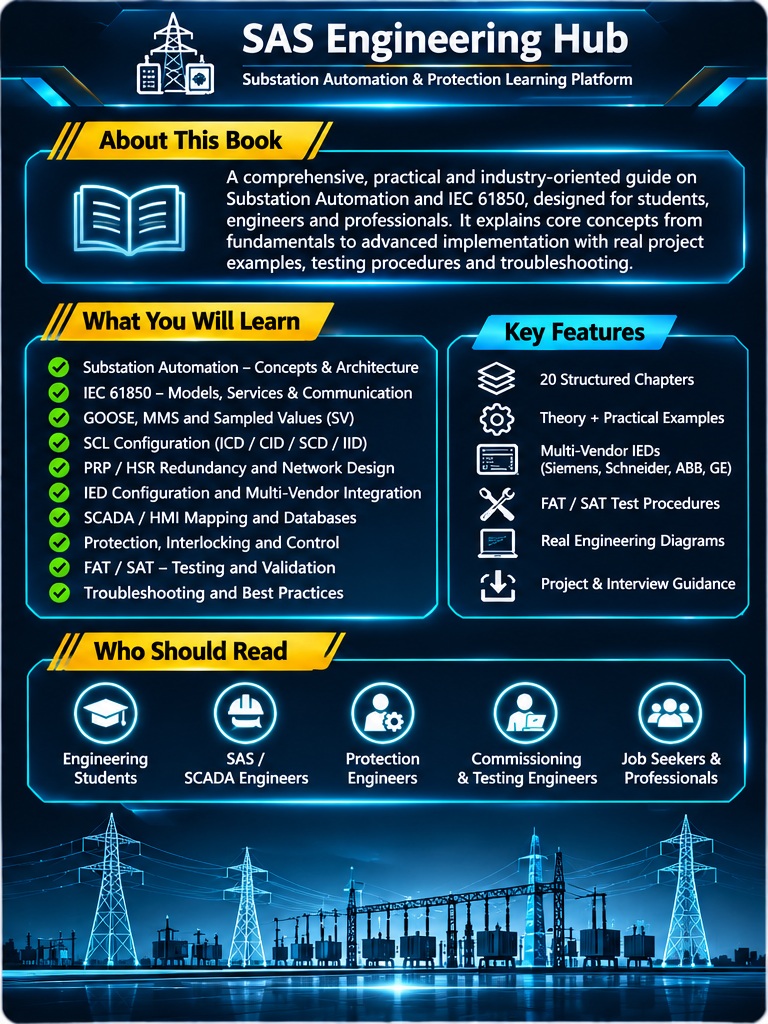 SAS Engineering Hub
Substation Automation & Protection Learning Platform
About This Book
A comprehensive, practical and industry-oriented guide on
Substation Automation and IEC 61850, designed for students,
engineers and professionals. It explains core concepts from
fundamentals to advanced implementation with real project
examples, testing procedures and troubleshooting.
What You Will Learn
Substation Automation – Concepts & Architecture
IEC 61850 – Models, Services & Communication
GOOSE, MMS and Sampled Values (SV)
SCL Configuration (ICD / CID / SCD / IID)
PRP / HSR Redundancy and Network Design
IED Configuration and Multi-Vendor Integration
SCADA / HMI Mapping and Databases
Protection, Interlocking and Control
FAT / SAT – Testing and Validation
Troubleshooting and Best Practices
Key Features
20 Structured Chapters
Theory + Practical Examples
Multi-Vendor IEDs
(Siemens, Schneider, ABB, GE)
FAT / SAT Test Procedures
Real Engineering Diagrams
Project & Interview Guidance
Who Should Read
Engineering
Students
SAS /
SCADA Engineers
Protection
Engineers
Commissioning
& Testing Engineers
Job Seekers &
Professionals